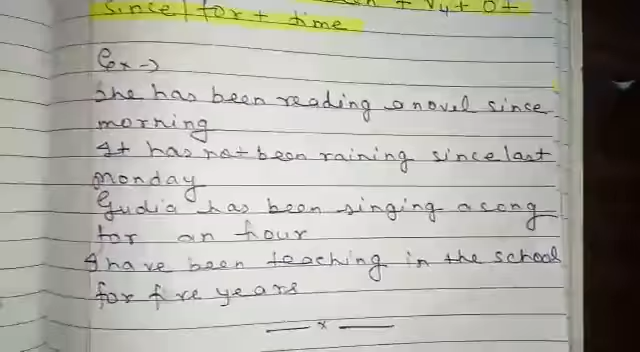 + V4 + O +
since / for + time
Ex →
She has been reading a novel since
morning
It has not been raining since last
monday
Gudia has been singing a song
for an hour
I have been teaching in the school
for five years
— x —